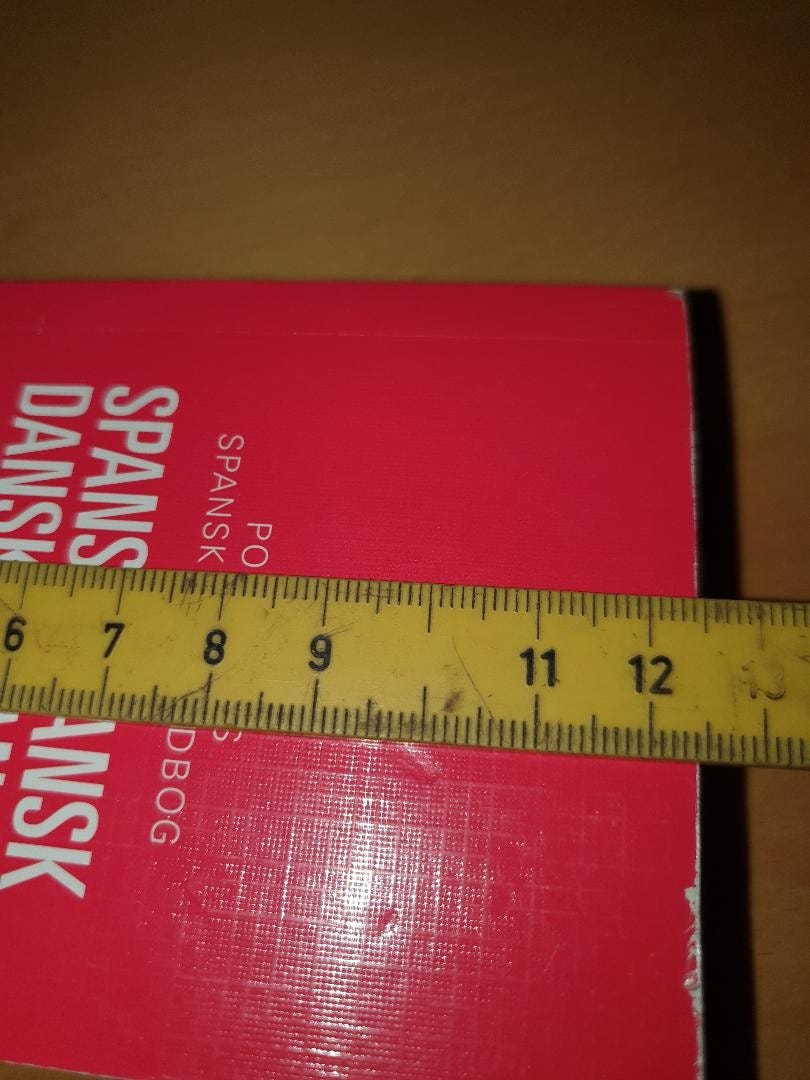 PO S
SPANSK DBOG
SPANS ANSK
DANSK
6 7 8 9 11 12 13